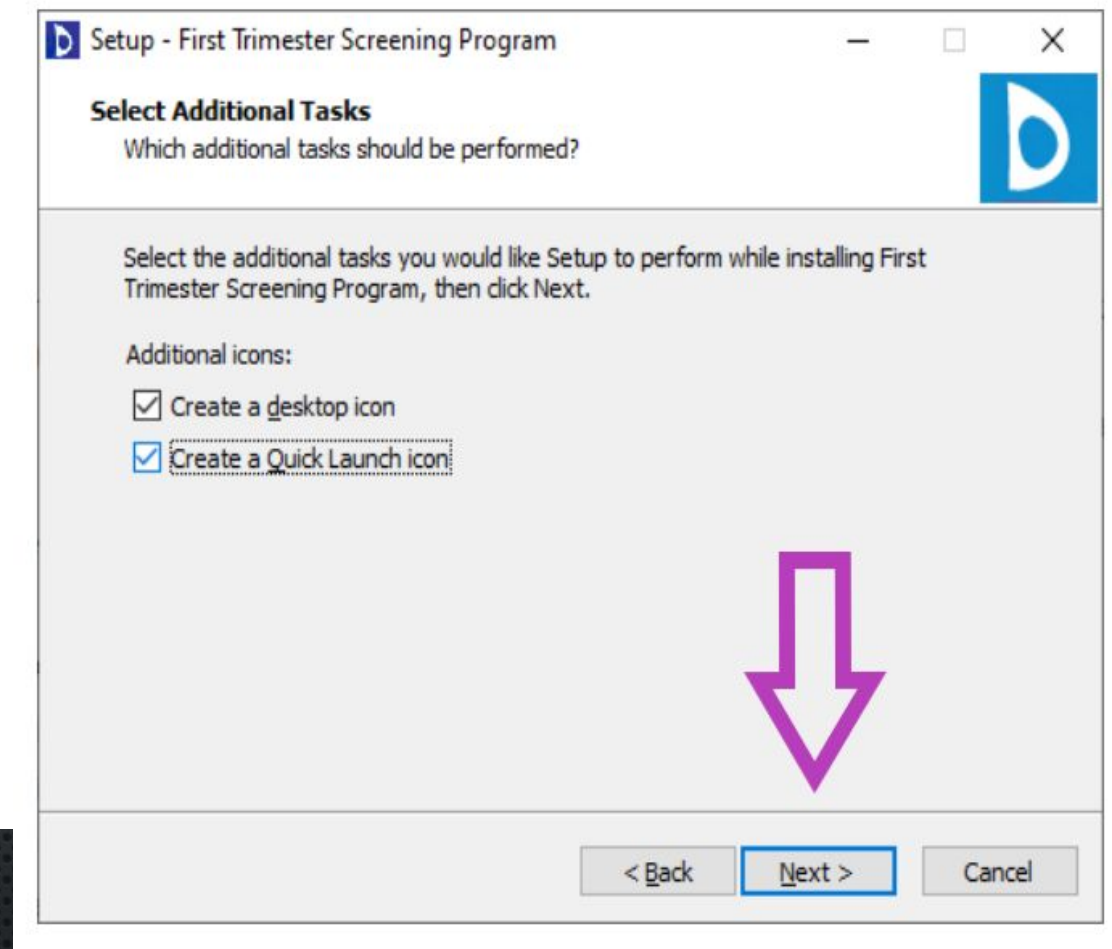 Setup - First Trimester Screening Program
Select Additional Tasks
Which additional tasks should be performed?
Select the additional tasks you would like Setup to perform while installing First
Trimester Screening Program, then click Next.
Additional icons:
Create a desktop icon
Create a Quick Launch icon
< Back
Next >
Cancel